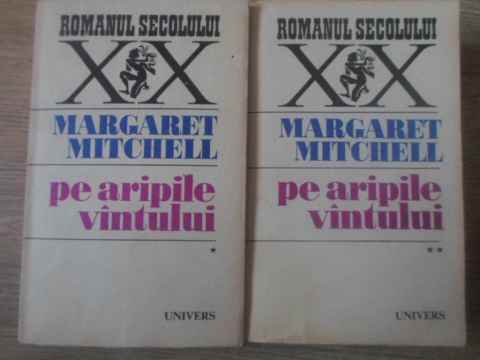 ROMANUL SECOLULUI
XX
MARGARET
MITCHELL
pe aripile
vîntului
*
UNIVERS
ROMANUL SECOLULUI
XX
MARGARET
MITCHELL
pe aripile
vîntului
**
UNIVERS